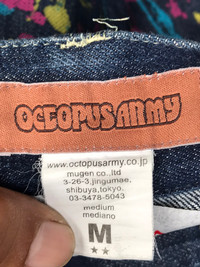 OCTOPUS ARMY
www.octopusarmy.co.jp
mugen co.,ltd
3-26-3,jingumae,
shibuya,tokyo.
03-3478-5043
medium
mediano
M
★★